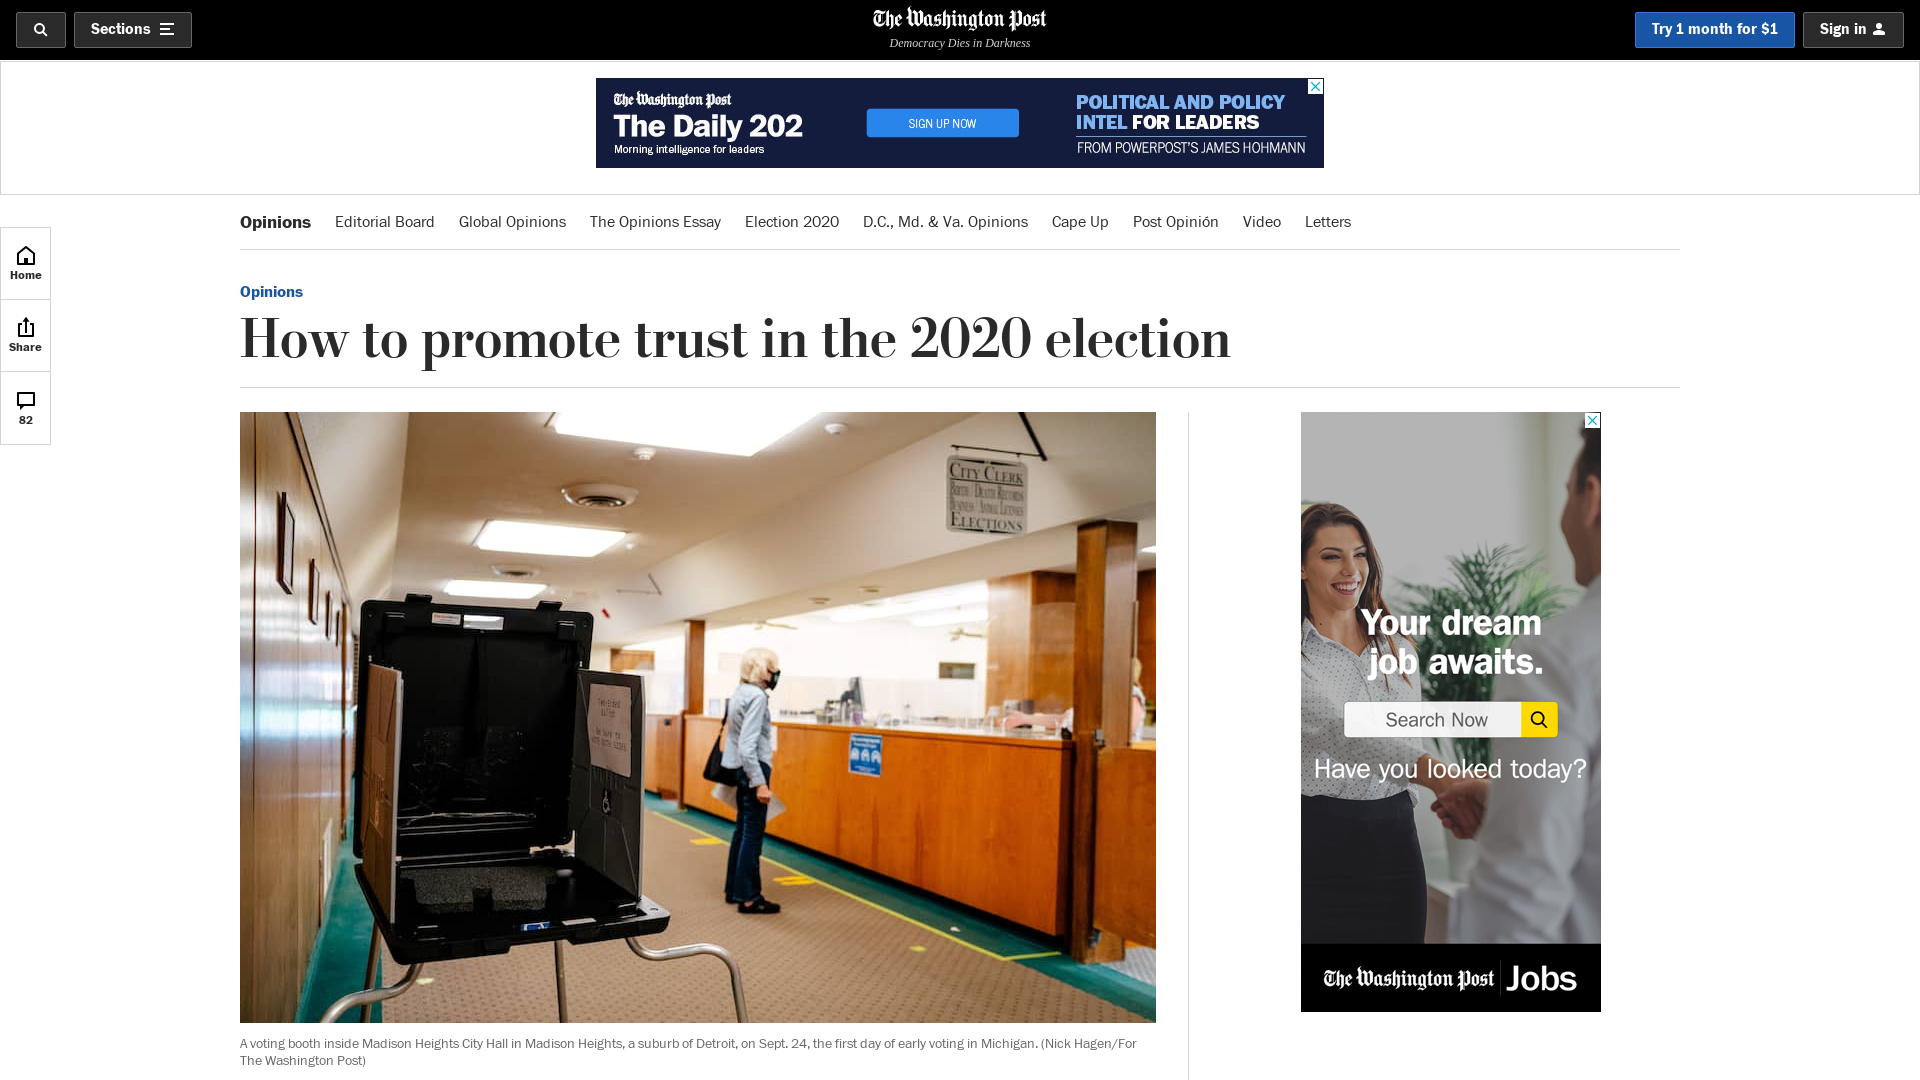 Sections
The Washington Post
Democracy Dies in Darkness
Try 1 month for $1
Sign in
The Washington Post
The Daily 202
Morning intelligence for leaders
SIGN UP NOW
POLITICAL AND POLICY
INTEL FOR LEADERS
FROM POWERPOST'S JAMES HOHMANN
Opinions Editorial Board Global Opinions The Opinions Essay Election 2020 D.C., Md. & Va. Opinions Cape Up Post Opinión Video Letters
Home
Share
82
Opinions
How to promote trust in the 2020 election
CITY CLERK
BIRTH / DEATH RECORDS
BUSINESS / ANIMAL LICENSES
ELECTIONS
A voting booth inside Madison Heights City Hall in Madison Heights, a suburb of Detroit, on Sept. 24, the first day of early voting in Michigan. (Nick Hagen/For
The Washington Post)
Your dream
job awaits.
Search Now
Have you looked today?
The Washington Post Jobs